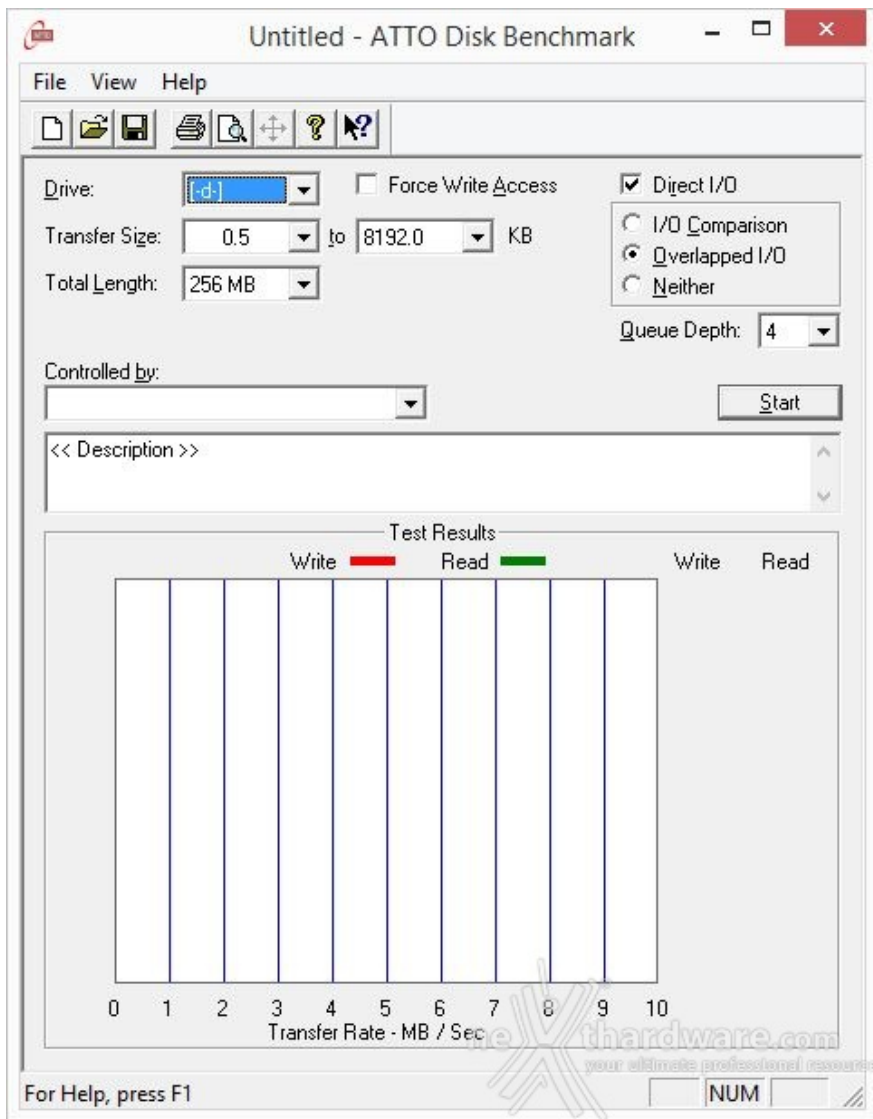 Untitled - ATTO Disk Benchmark
File View Help
Drive: [-d-] Force Write Access Direct I/O
Transfer Size: 0.5 to 8192.0 KB I/O Comparison
Overlapped I/O
Total Length: 256 MB Neither
Queue Depth: 4
Controlled by:
Start
<< Description >>
Test Results
Write Read Write Read
0 1 2 3 4 5 6 7 8 9 10
Transfer Rate - MB / Sec
nexthardware.com
your ultimate professional resource
For Help, press F1 NUM